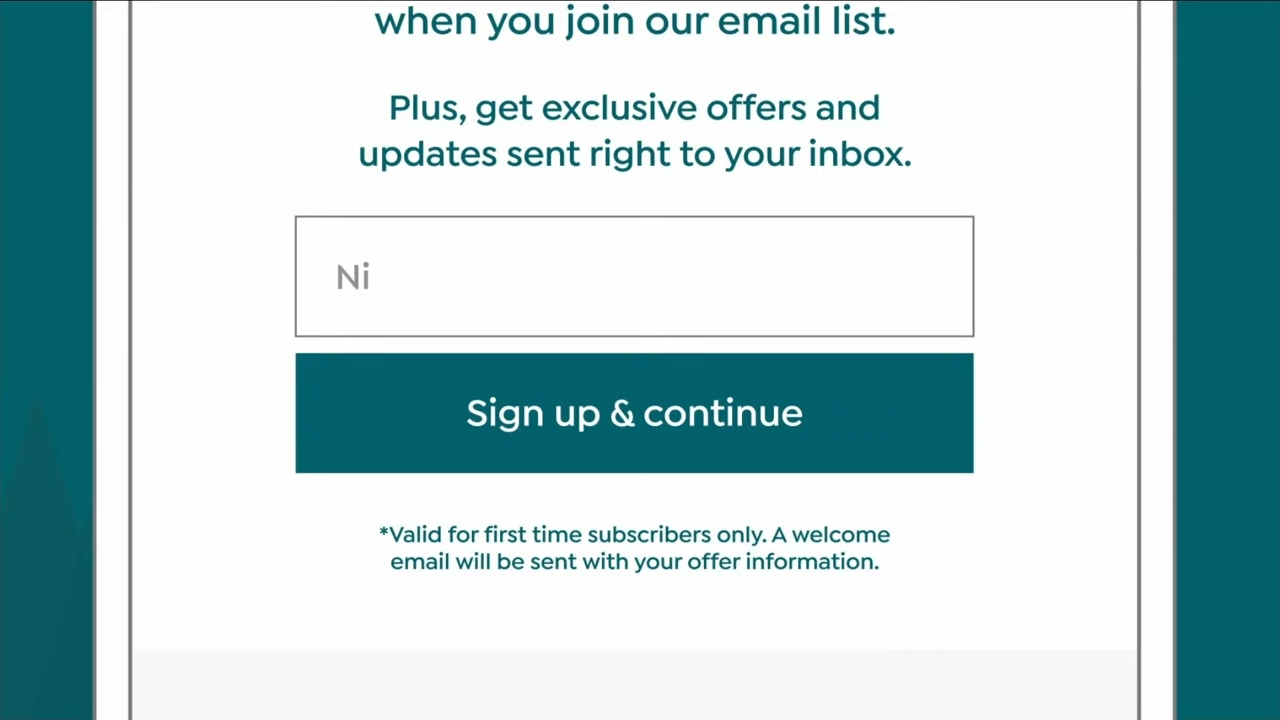 when you join our email list.
Plus, get exclusive offers and
updates sent right to your inbox.
Ni
Sign up & continue
*Valid for first time subscribers only. A welcome
email will be sent with your offer information.